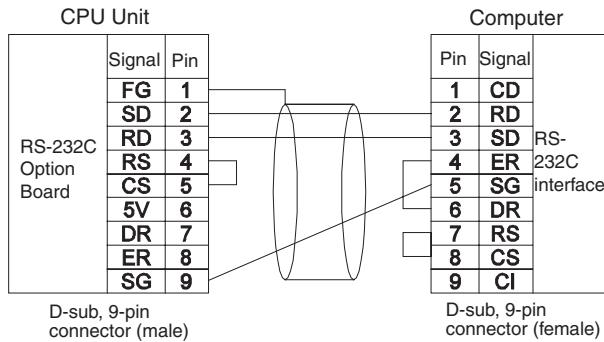 CPU Unit
Computer
Signal Pin
FG 1
SD 2
RD 3
RS 4
CS 5
5V 6
DR 7
ER 8
SG 9
RS-232C
Option
Board
Pin Signal
1 CD
2 RD
3 SD
4 ER
5 SG
6 DR
7 RS
8 CS
9 CI
RS-
232C
interface
D-sub, 9-pin
connector (male)
D-sub, 9-pin
connector (female)